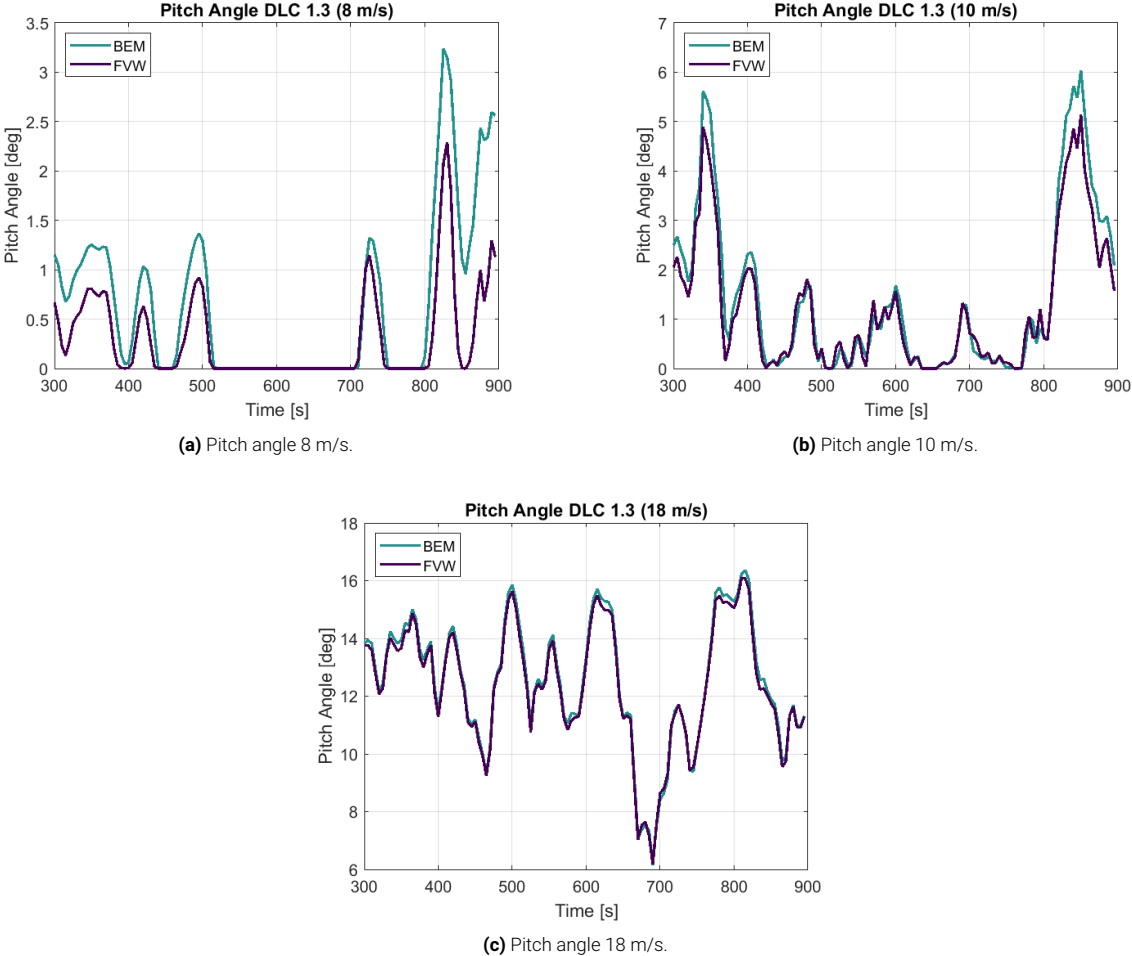 Pitch Angle DLC 1.3 (8 m/s)
3.5
3
2.5
2
1.5
1
0.5
0
Pitch Angle [deg]
BEM
FVW
300 400 500 600 700 800 900
Time [s]
(a) Pitch angle 8 m/s.
Pitch Angle DLC 1.3 (10 m/s)
7
6
5
4
3
2
1
0
Pitch Angle [deg]
BEM
FVW
300 400 500 600 700 800 900
Time [s]
(b) Pitch angle 10 m/s.
Pitch Angle DLC 1.3 (18 m/s)
18
16
14
12
10
8
6
Pitch Angle [deg]
BEM
FVW
300 400 500 600 700 800 900
Time [s]
(c) Pitch angle 18 m/s.